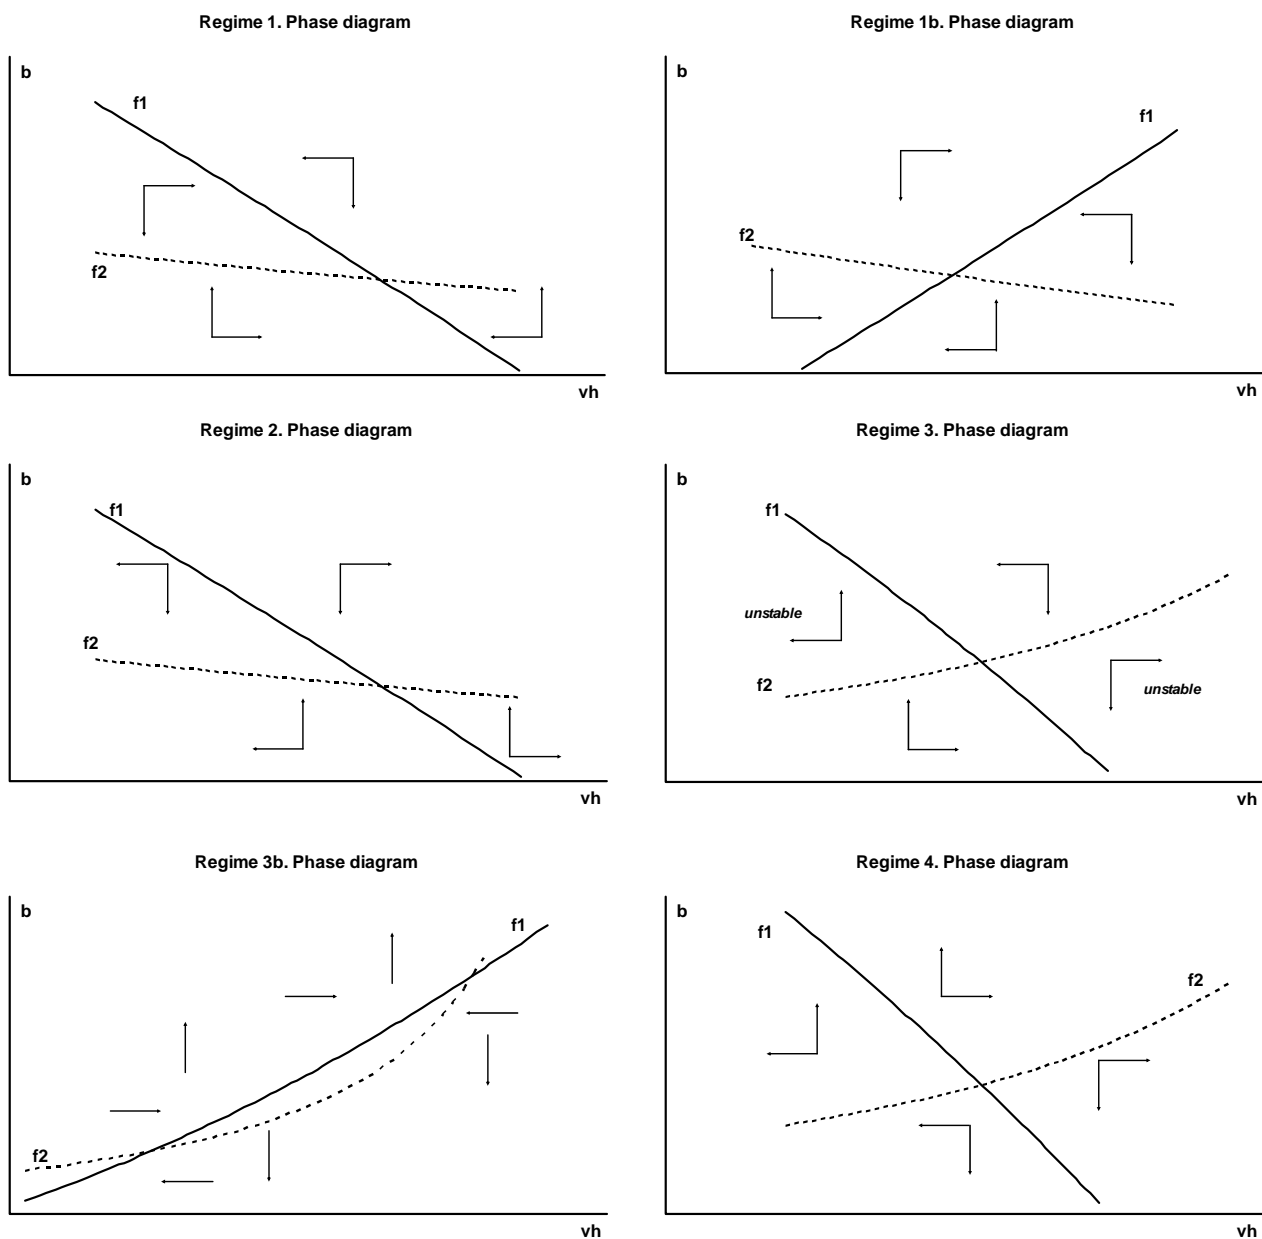 Regime 1. Phase diagram
b
f1
f2
vh
Regime 1b. Phase diagram
b
f1
f2
vh
Regime 2. Phase diagram
b
f1
f2
vh
Regime 3. Phase diagram
b
f1
unstable
f2
unstable
vh
Regime 3b. Phase diagram
b
f1
f2
vh
Regime 4. Phase diagram
b
f1
f2
vh